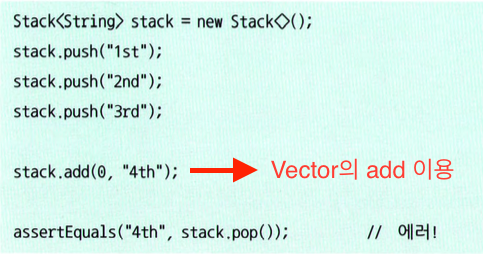 Stack<String> stack = new Stack<>();
stack.push("1st");
stack.push("2nd");
stack.push("3rd");
stack.add(0, "4th"); Vector의 add 이용
assertEquals("4th", stack.pop()); // 에러!